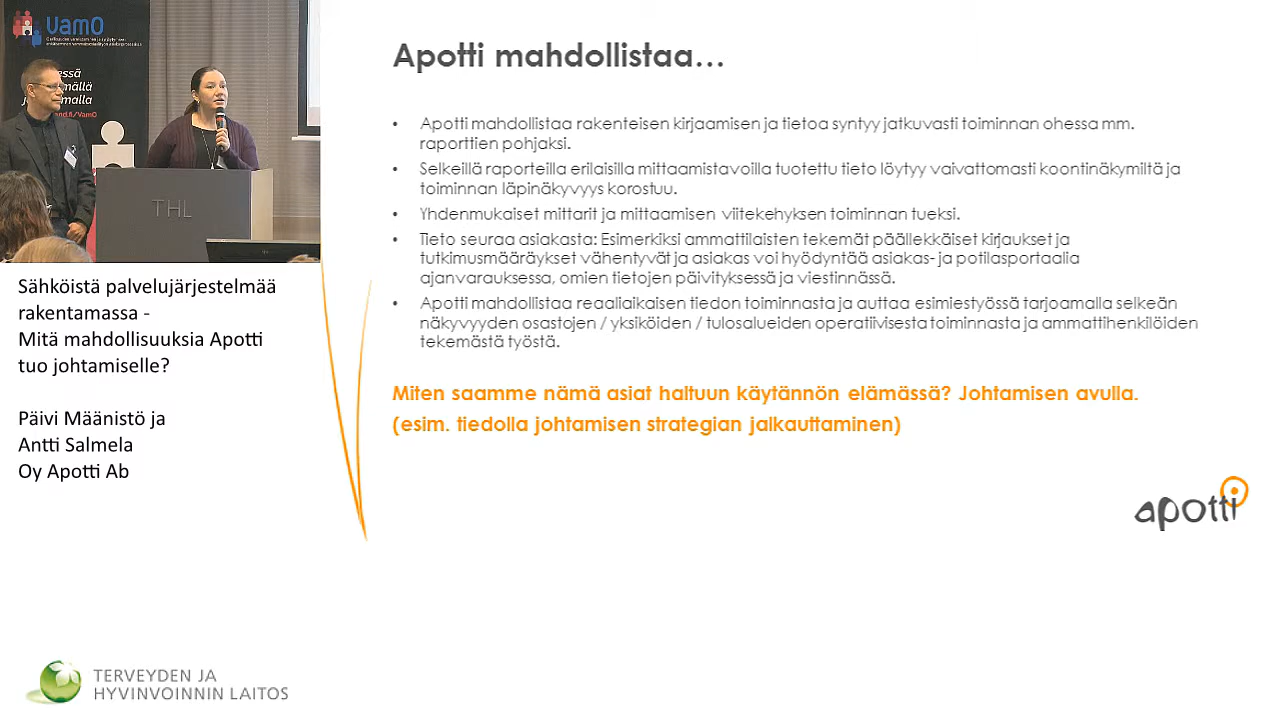 VamO
THL
Sähköistä palvelujärjestelmää
rakentamassa -
Mitä mahdollisuuksia Apotti
tuo johtamiselle?
Päivi Määnistö ja
Antti Salmela
Oy Apotti Ab
TERVEYDEN JA
HYVINVOINNIN LAITOS
Apotti mahdollistaa...
• Apotti mahdollistaa rakenteisen kirjaamisen ja tietoa syntyy jatkuvasti toiminnan ohessa mm.
raporttien pohjaksi.
• Selkeillä raporteilla erilaisilla mittaamistavoilla tuotettu tieto löytyy vaivattomasti koontinäkymiltä ja
toiminnan läpinäkyvyys korostuu.
• Yhdenmukaiset mittarit ja mittaamisen viitekehyksen toiminnan tueksi.
• Tieto seuraa asiakasta: Esimerkiksi ammattilaisten tekemät päällekkäiset kirjaukset ja
tutkimusmääräykset vähentyvät ja asiakas voi hyödyntää asiakas- ja potilasportaalia
ajanvarauksessa, omien tietojen päivityksessä ja viestinnässä.
• Apotti mahdollistaa reaaliaikaisen tiedon toiminnasta ja auttaa esimiestyössä tarjoamalla selkeän
näkyvyyden osastojen / yksiköiden / tulosalueiden operatiivisesta toiminnasta ja ammattihenkilöiden
tekemästä työstä.
Miten saamme nämä asiat haltuun käytännön elämässä? Johtamisen avulla.
(esim. tiedolla johtamisen strategian jalkauttaminen)
apotti